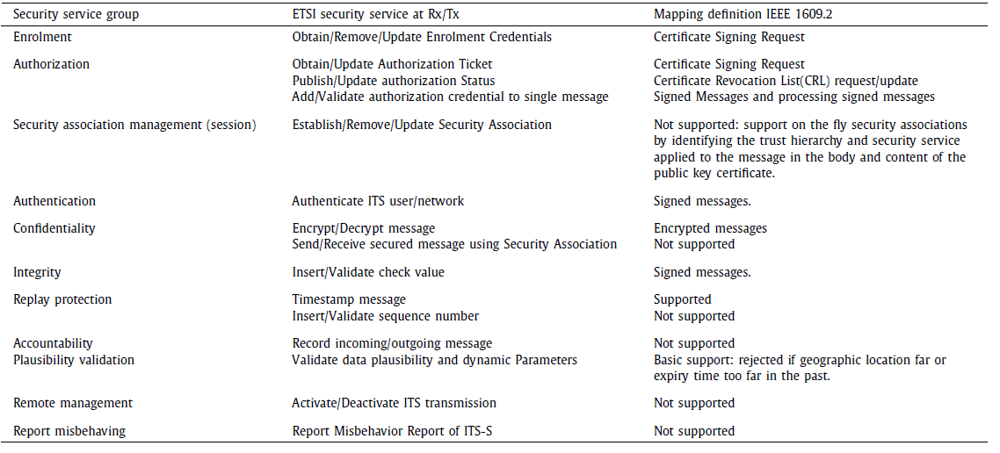 Security service group ETSI security service at Rx/Tx Mapping definition IEEE 1609.2
Enrolment Obtain/Remove/Update Enrolment Credentials Certificate Signing Request
Authorization Obtain/Update Authorization Ticket Certificate Signing Request
Publish/Update authorization Status Certificate Revocation List(CRL) request/update
Add/Validate authorization credential to single message Signed Messages and processing signed messages
Security association management (session) Establish/Remove/Update Security Association Not supported: support on the fly security associations
by identifying the trust hierarchy and security service
applied to the message in the body and content of the
public key certificate.
Authentication Authenticate ITS user/network Signed messages.
Confidentiality Encrypt/Decrypt message Encrypted messages
Send/Receive secured message using Security Association Not supported
Integrity Insert/Validate check value Signed messages.
Replay protection Timestamp message Supported
Insert/Validate sequence number Not supported
Accountability Record incoming/outgoing message Not supported
Plausibility validation Validate data plausibility and dynamic Parameters Basic support: rejected if geographic location far or
expiry time too far in the past.
Remote management Activate/Deactivate ITS transmission Not supported
Report misbehaving Report Misbehavior Report of ITS-S Not supported